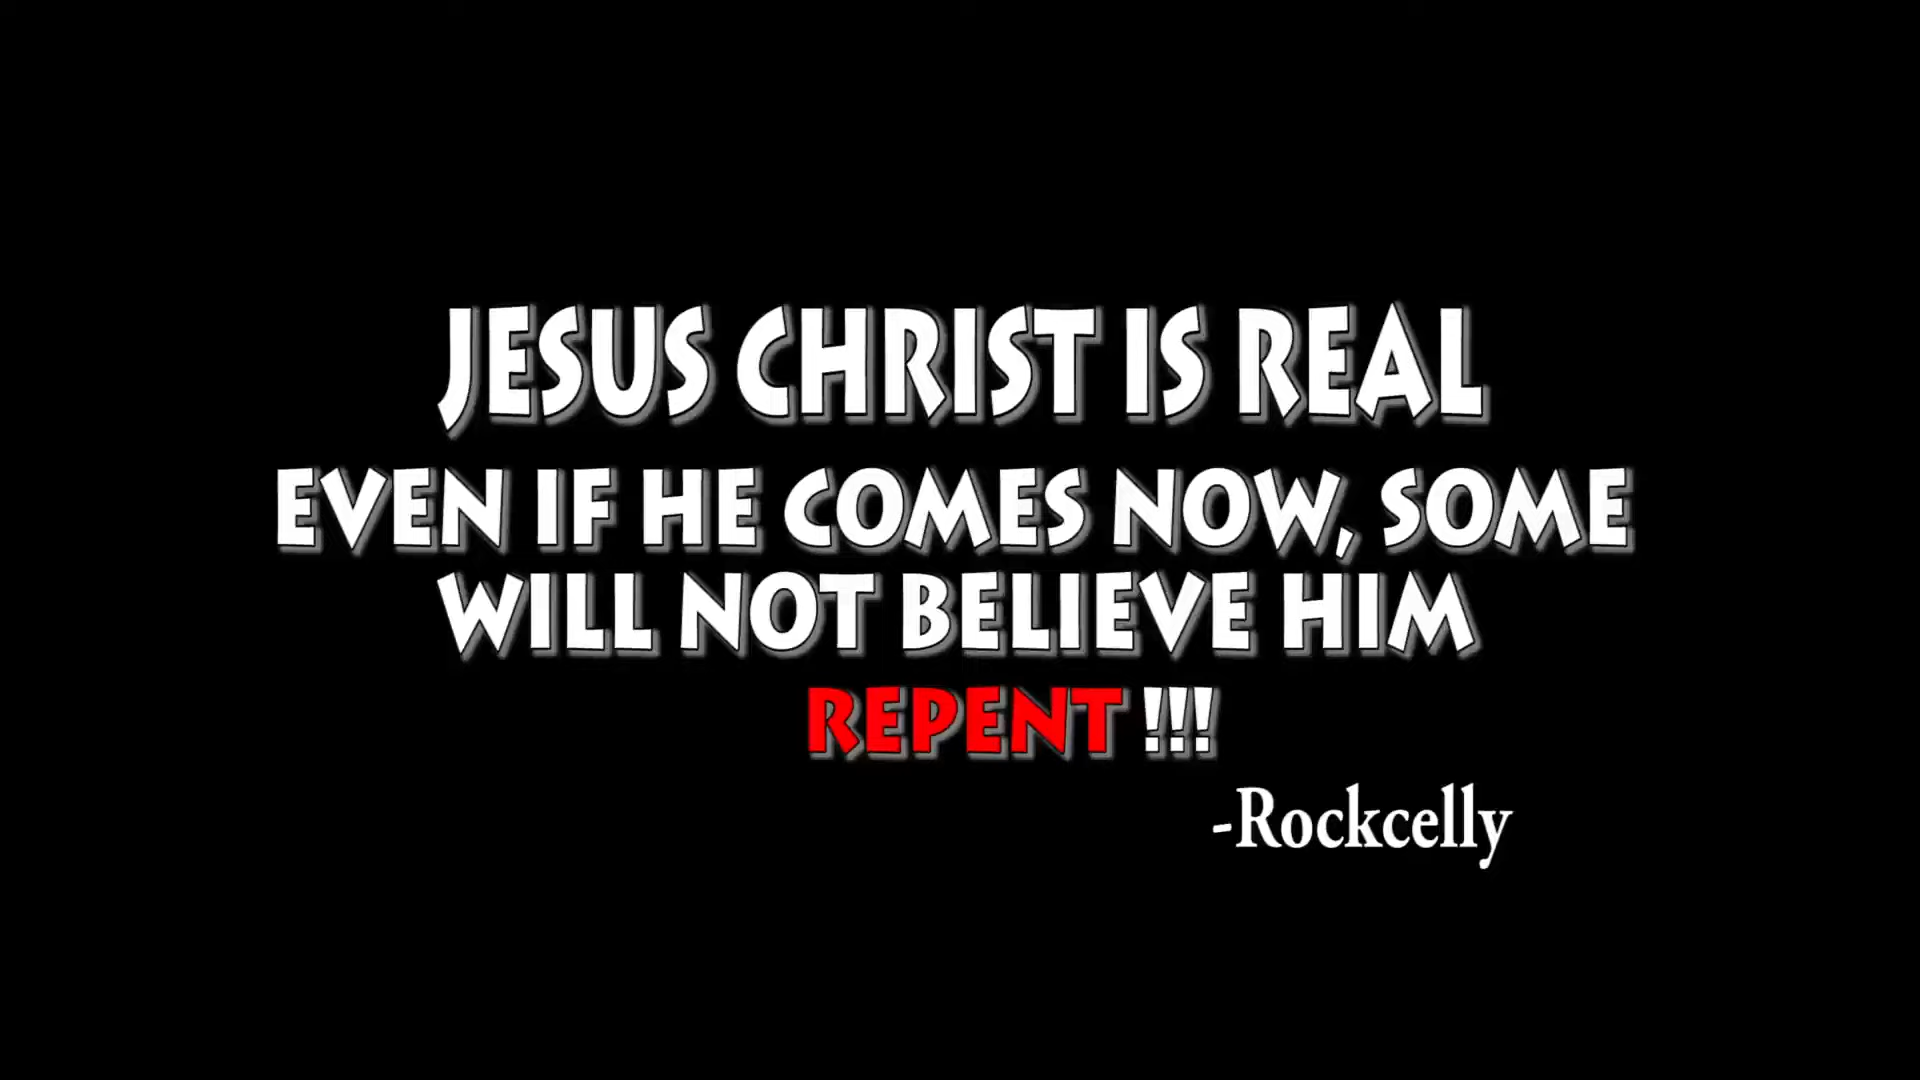 JESUS CHRIST IS REAL
EVEN IF HE COMES NOW, SOME
WILL NOT BELIEVE HIM
REPENT !!!
-Rockcelly